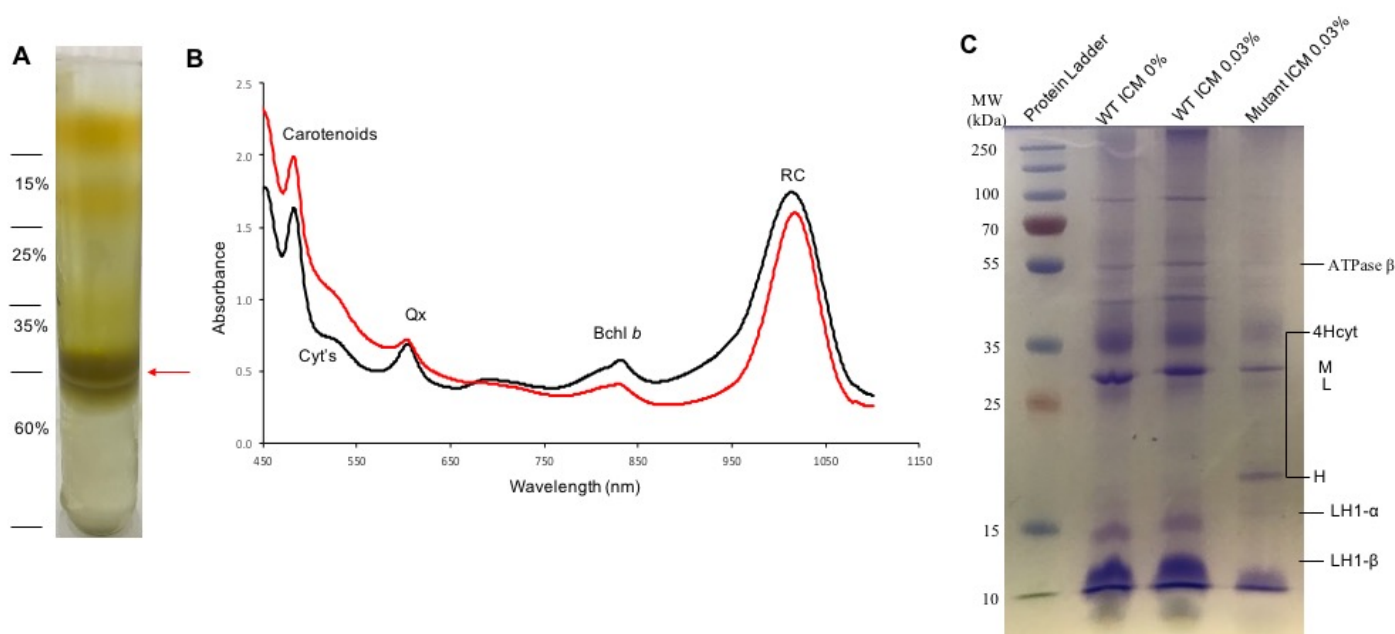 A
15%
25%
35%
60%
B
2.5
2.0
1.5
1.0
0.5
0.0
Absorbance
Carotenoids
Cyt's
Qx
Bchl b
RC
450
550
650
750
850
950
1050
1150
Wavelength (nm)
C
MW
(kDa)
Protein Ladder
WT ICM 0%
WT ICM 0.03%
Mutant ICM 0.03%
250
100
70
55
35
25
15
10
ATPase β
4Hcyt
M
L
H
LH1-α
LH1-β